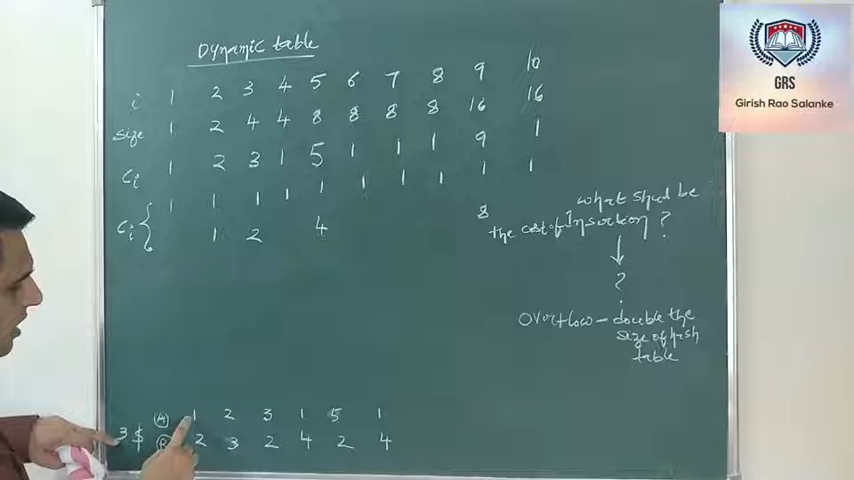 Dynamic table
i 1 2 3 4 5 6 7 8 9 10
size 1 2 4 4 8 8 8 8 16 16
Ci 1 2 3 1 5 1 1 1 9 1
Ci { 1 1 1 1 1 1 1 1 1 1
1 2 4 8
what shud be
the cost of Insertion ?
?
Overflow - double the
size of hash
table
A 1 2 3 1 5 1
3 $ 2 3 2 4 2 4
GRS
Girish Rao Salanke